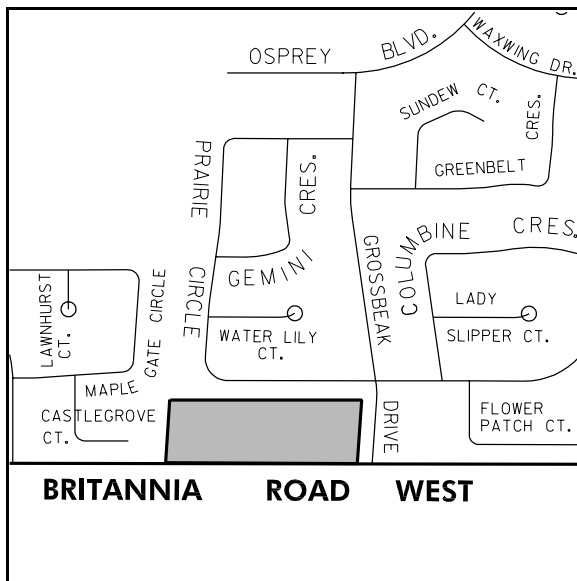 OSPREY BLVD.
WAXWING DR.
SUNDEW CT.
CRES.
GREENBELT
PRAIRIE
CIRCLE
CRES.
GEMINI
GROSSBEAK
DRIVE
COLUMBINE CRES.
LAWNHURST
CT.
GATE CIRCLE
MAPLE
WATER LILY
CT.
LADY
SLIPPER CT.
CASTLEGROVE
CT.
FLOWER
PATCH CT.
BRITANNIA ROAD WEST